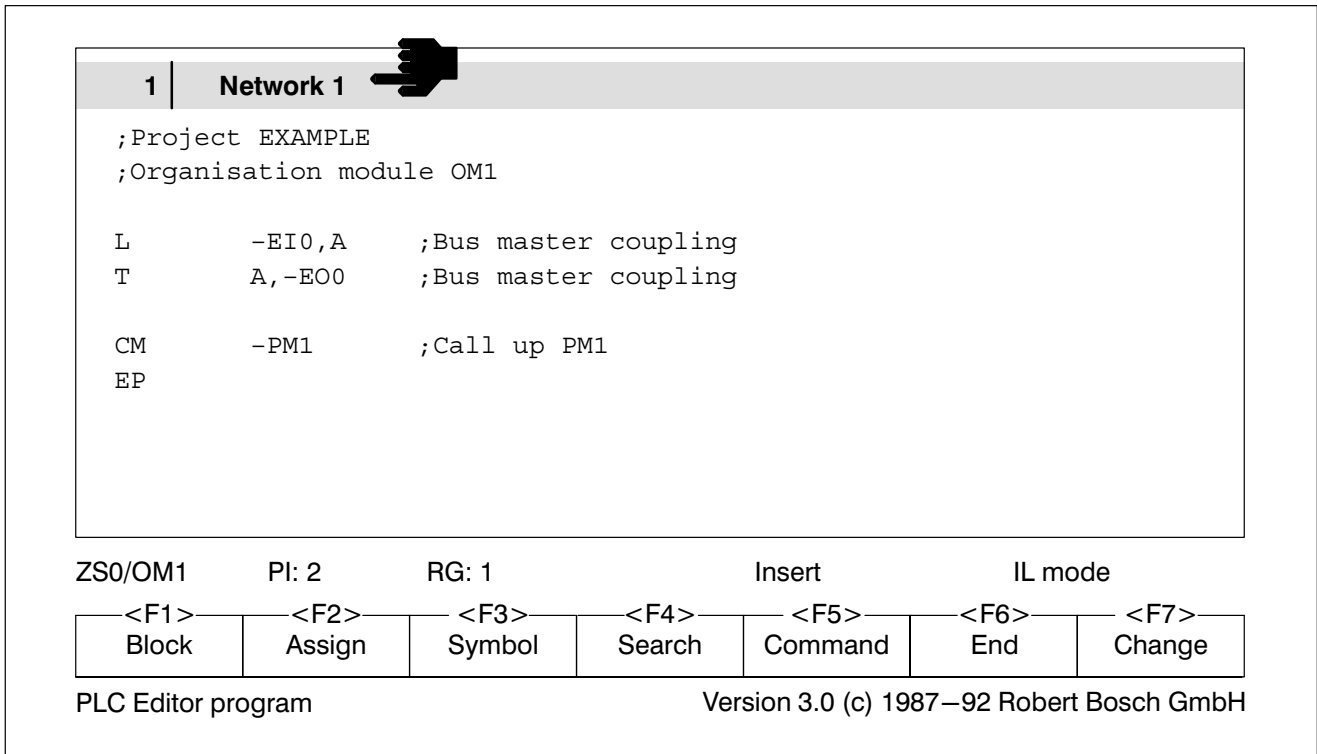 1 Network 1
;Project EXAMPLE
;Organisation module OM1
L –EI0,A ;Bus master coupling
T A,–EO0 ;Bus master coupling
CM –PM1 ;Call up PM1
EP
ZS0/OM1 PI: 2 RG: 1 Insert IL mode
<F1> <F2> <F3> <F4> <F5> <F6> <F7>
Block Assign Symbol Search Command End Change
PLC Editor program Version 3.0 (c) 1987–92 Robert Bosch GmbH